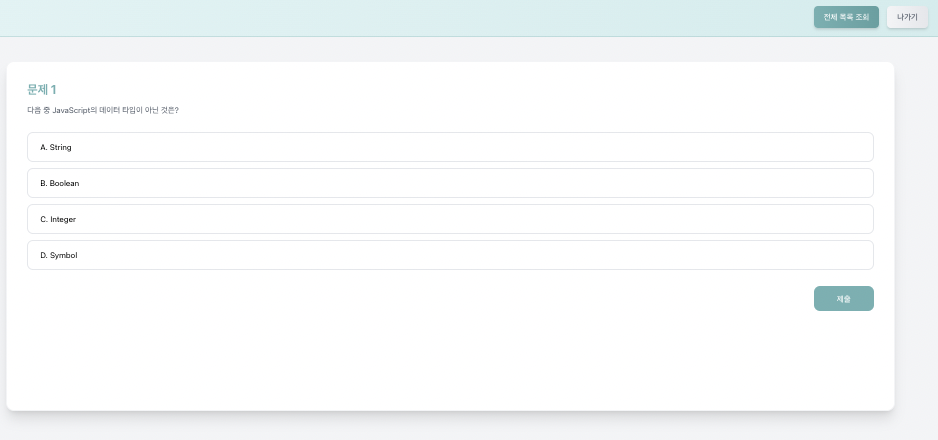 전체 목록 조회
나가기
문제 1
다음 중 JavaScript의 데이터 타입이 아닌 것은?
A. String
B. Boolean
C. Integer
D. Symbol
제출